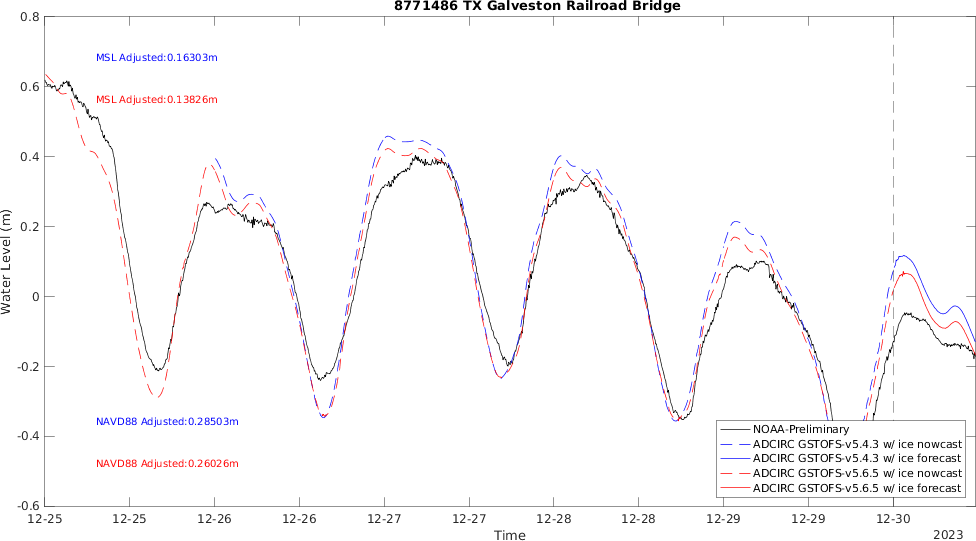 8771486 TX Galveston Railroad Bridge
0.8
MSL Adjusted:0.16303m
0.6
MSL Adjusted:0.13826m
0.4
0.2
Water Level (m)
0
-0.2
-0.4
NAVD88 Adjusted:0.28503m
NAVD88 Adjusted:0.26026m
-0.6
NOAA-Preliminary
ADCIRC GSTOFS-v5.4.3 w/ ice nowcast
ADCIRC GSTOFS-v5.4.3 w/ ice forecast
ADCIRC GSTOFS-v5.6.5 w/ ice nowcast
ADCIRC GSTOFS-v5.6.5 w/ ice forecast
12-25 12-25 12-26 12-26 12-27 12-27 12-28 12-28 12-29 12-29 12-30
Time
2023